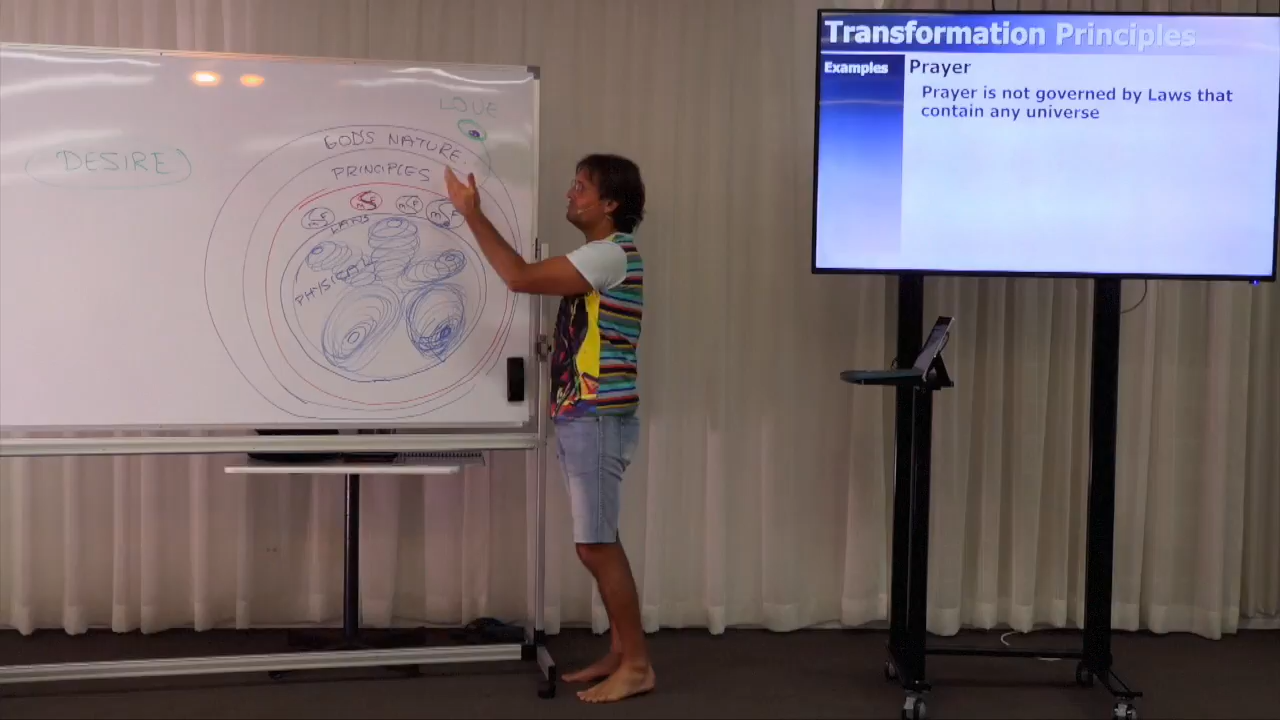 DESIRE
LOVE
GOD'S NATURE
PRINCIPLES
LAWS
PHYSICAL
Transformation Principles
Examples
Prayer
Prayer is not governed by Laws that
contain any universe